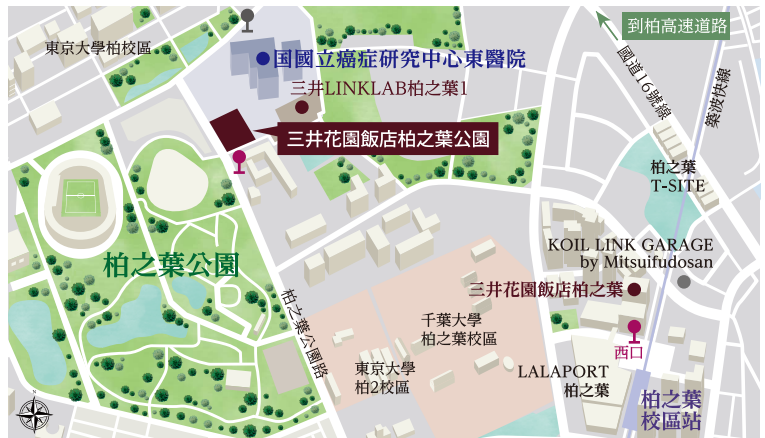 到柏高速道路
東京大學柏校區
国國立癌症研究中心東醫院
國道16號線
築波快線
三井LINKLAB柏之葉1
三井花園飯店柏之葉公園
柏之葉
T-SITE
KOIL LINK GARAGE
by Mitsuifudosan
柏之葉公園
三井花園飯店柏之葉
柏之葉公園路
千葉大學
柏之葉校區
西口
東京大學
柏2校區
LALAPORT
柏之葉
柏之葉
校區站
N